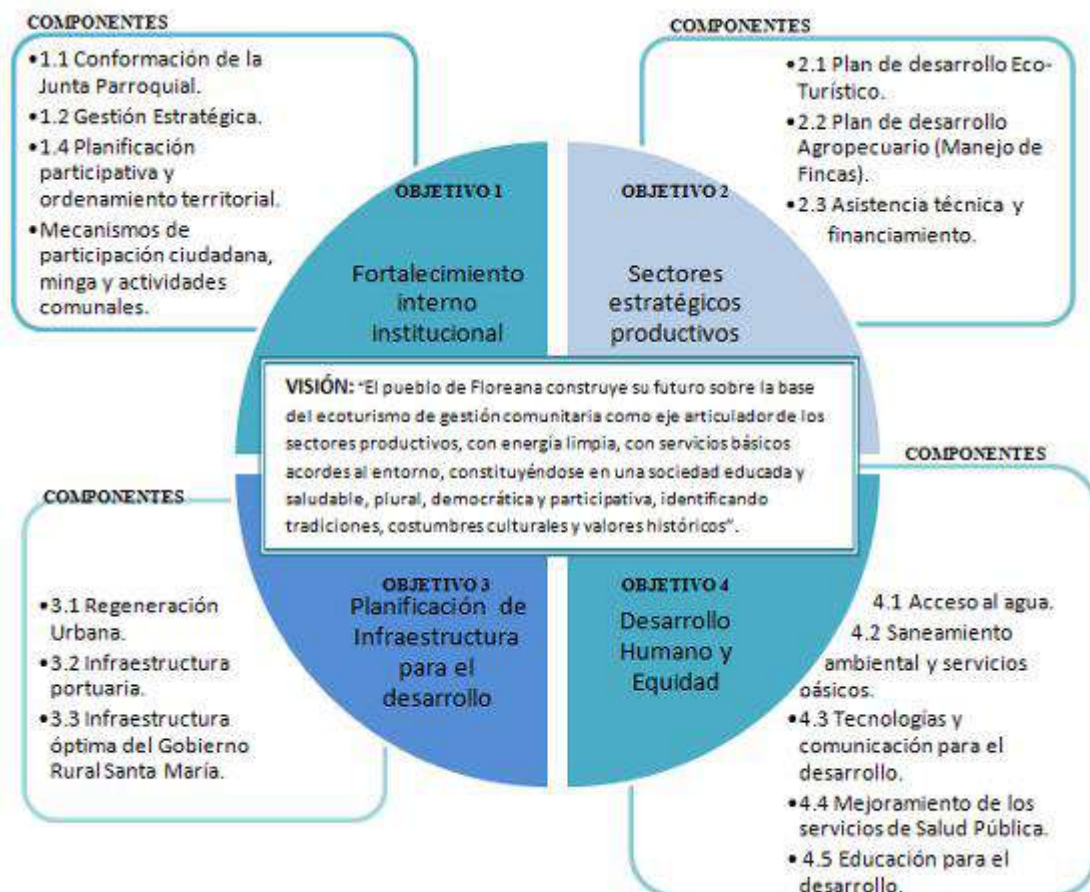 COMPONENTES
•1.1 Conformación de la
Junta Parroquial.
•1.2 Gestión Estratégica.
•1.4 Planificación
participativa y
ordenamiento territorial.
•Mecanismos de
participación ciudadana,
minga y actividades
comunales.
COMPONENTES
•2.1 Plan de desarrollo Eco-
Turístico.
•2.2 Plan de desarrollo
Agropecuario (Manejo de
Fincas).
•2.3 Asistencia técnica y
financiamiento.
OBJETIVO 1
Fortalecimiento
interno
institucional
OBJETIVO 2
Sectores
estratégicos
productivos
VISIÓN: "El pueblo de Floreana construye su futuro sobre la base
del ecoturismo de gestión comunitaria como eje articulador de los
sectores productivos, con energía limpia, con servicios básicos
acordes al entorno, constituyéndose en una sociedad educada y
saludable, plural, democrática y participativa, identificando
tradiciones, costumbres culturales y valores históricos".
COMPONENTES
•3.1 Regeneración
Urbana.
•3.2 Infraestructura
portuaria.
•3.3 Infraestructura
óptima del Gobierno
Rural Santa María.
OBJETIVO 3
Planificación de
Infraestructura
para el
desarrollo
OBJETIVO 4
Desarrollo
Humano y
Equidad
COMPONENTES
4.1 Acceso al agua.
4.2 Saneamiento
ambiental y servicios
básicos.
•4.3 Tecnologías y
comunicación para el
desarrollo.
•4.4 Mejoramiento de los
servicios de Salud Pública.
• 4.5 Educación para el
desarrollo.